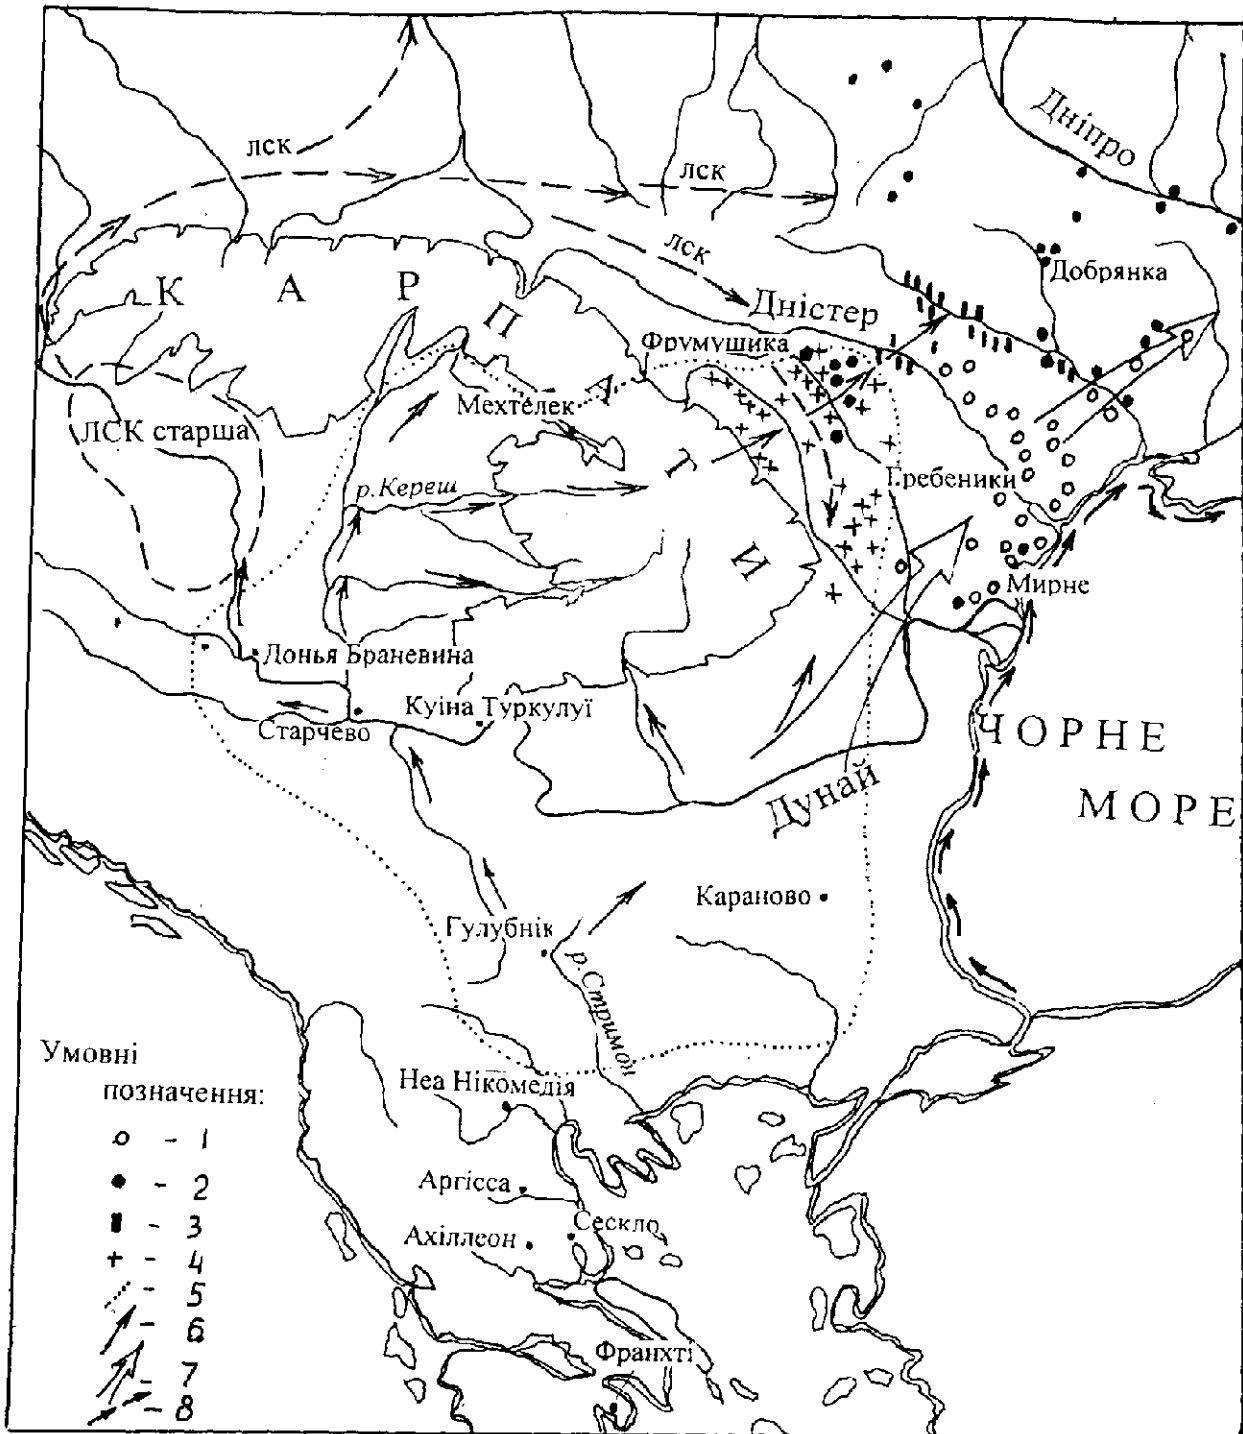 Дніпро
лск
лск
лск
Добрянка
К А Р П А Т И
Дністер
Фрумушика
Мехтелек
ЛСК старша
р.Кереш
Гребеники
Мирне
Лонья Браневина
Куіна Туркулуї
Старчево
ЧОРНЕ
МОРЕ
Дунай
Караново
Гулубнік
р.Стримон
Умовні
позначення:
Неа Нікомедія
- 1
- 2
- 3
- 4
- 5
- 6
- 7
- 8
Аргісса
Сескло
Ахіллеон
Франхті